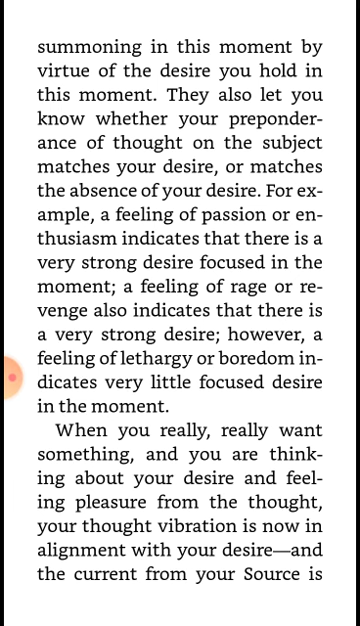 summoning in this moment by
virtue of the desire you hold in
this moment. They also let you
know whether your preponder-
ance of thought on the subject
matches your desire, or matches
the absence of your desire. For ex-
ample, a feeling of passion or en-
thusiasm indicates that there is a
very strong desire focused in the
moment; a feeling of rage or re-
venge also indicates that there is
a very strong desire; however, a
feeling of lethargy or boredom in-
dicates very little focused desire
in the moment.
When you really, really want
something, and you are think-
ing about your desire and feel-
ing pleasure from the thought,
your thought vibration is now in
alignment with your desire—and
the current from your Source is